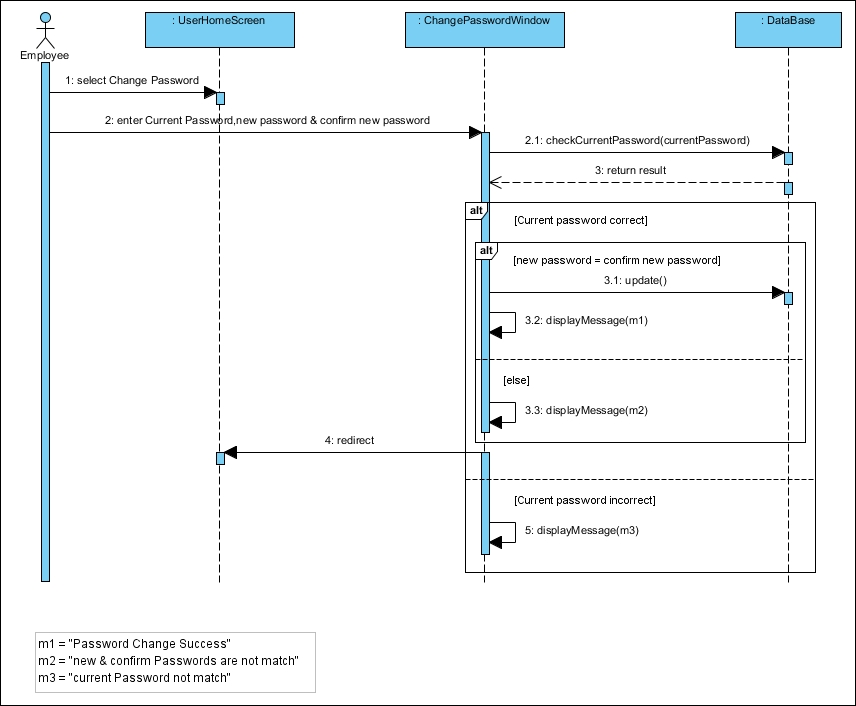 : UserHomeScreen
: ChangePasswordWindow
: DataBase
Employee
1: select Change Password
2: enter Current Password,new password & confirm new password
2.1: checkCurrentPassword(currentPassword)
3: return result
alt
[Current password correct]
alt
[new password = confirm new password]
3.1: update()
3.2: displayMessage(m1)
[else]
3.3: displayMessage(m2)
4: redirect
[Current password incorrect]
5: displayMessage(m3)
m1 = "Password Change Success"
m2 = "new & confirm Passwords are not match"
m3 = "current Password not match"